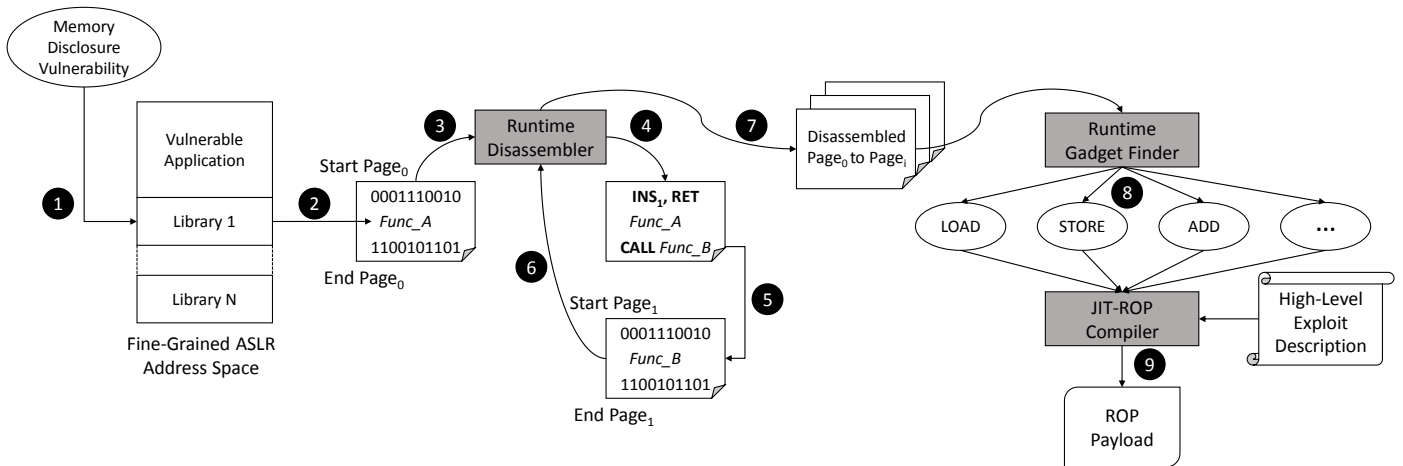 Memory
Disclosure
Vulnerability
1
Vulnerable
Application
Library 1
Library N
Fine-Grained ASLR
Address Space
2
Start Page0
0001110010
Func_A
1100101101
End Page0
3
Runtime
Disassembler
4
INS1, RET
Func_A
CALL Func_B
5
6
Start Page1
0001110010
Func_B
1100101101
End Page1
7
Disassembled
Page0 to Pagei
Runtime
Gadget Finder
8
LOAD
STORE
ADD
...
JIT-ROP
Compiler
High-Level
Exploit
Description
9
ROP
Payload